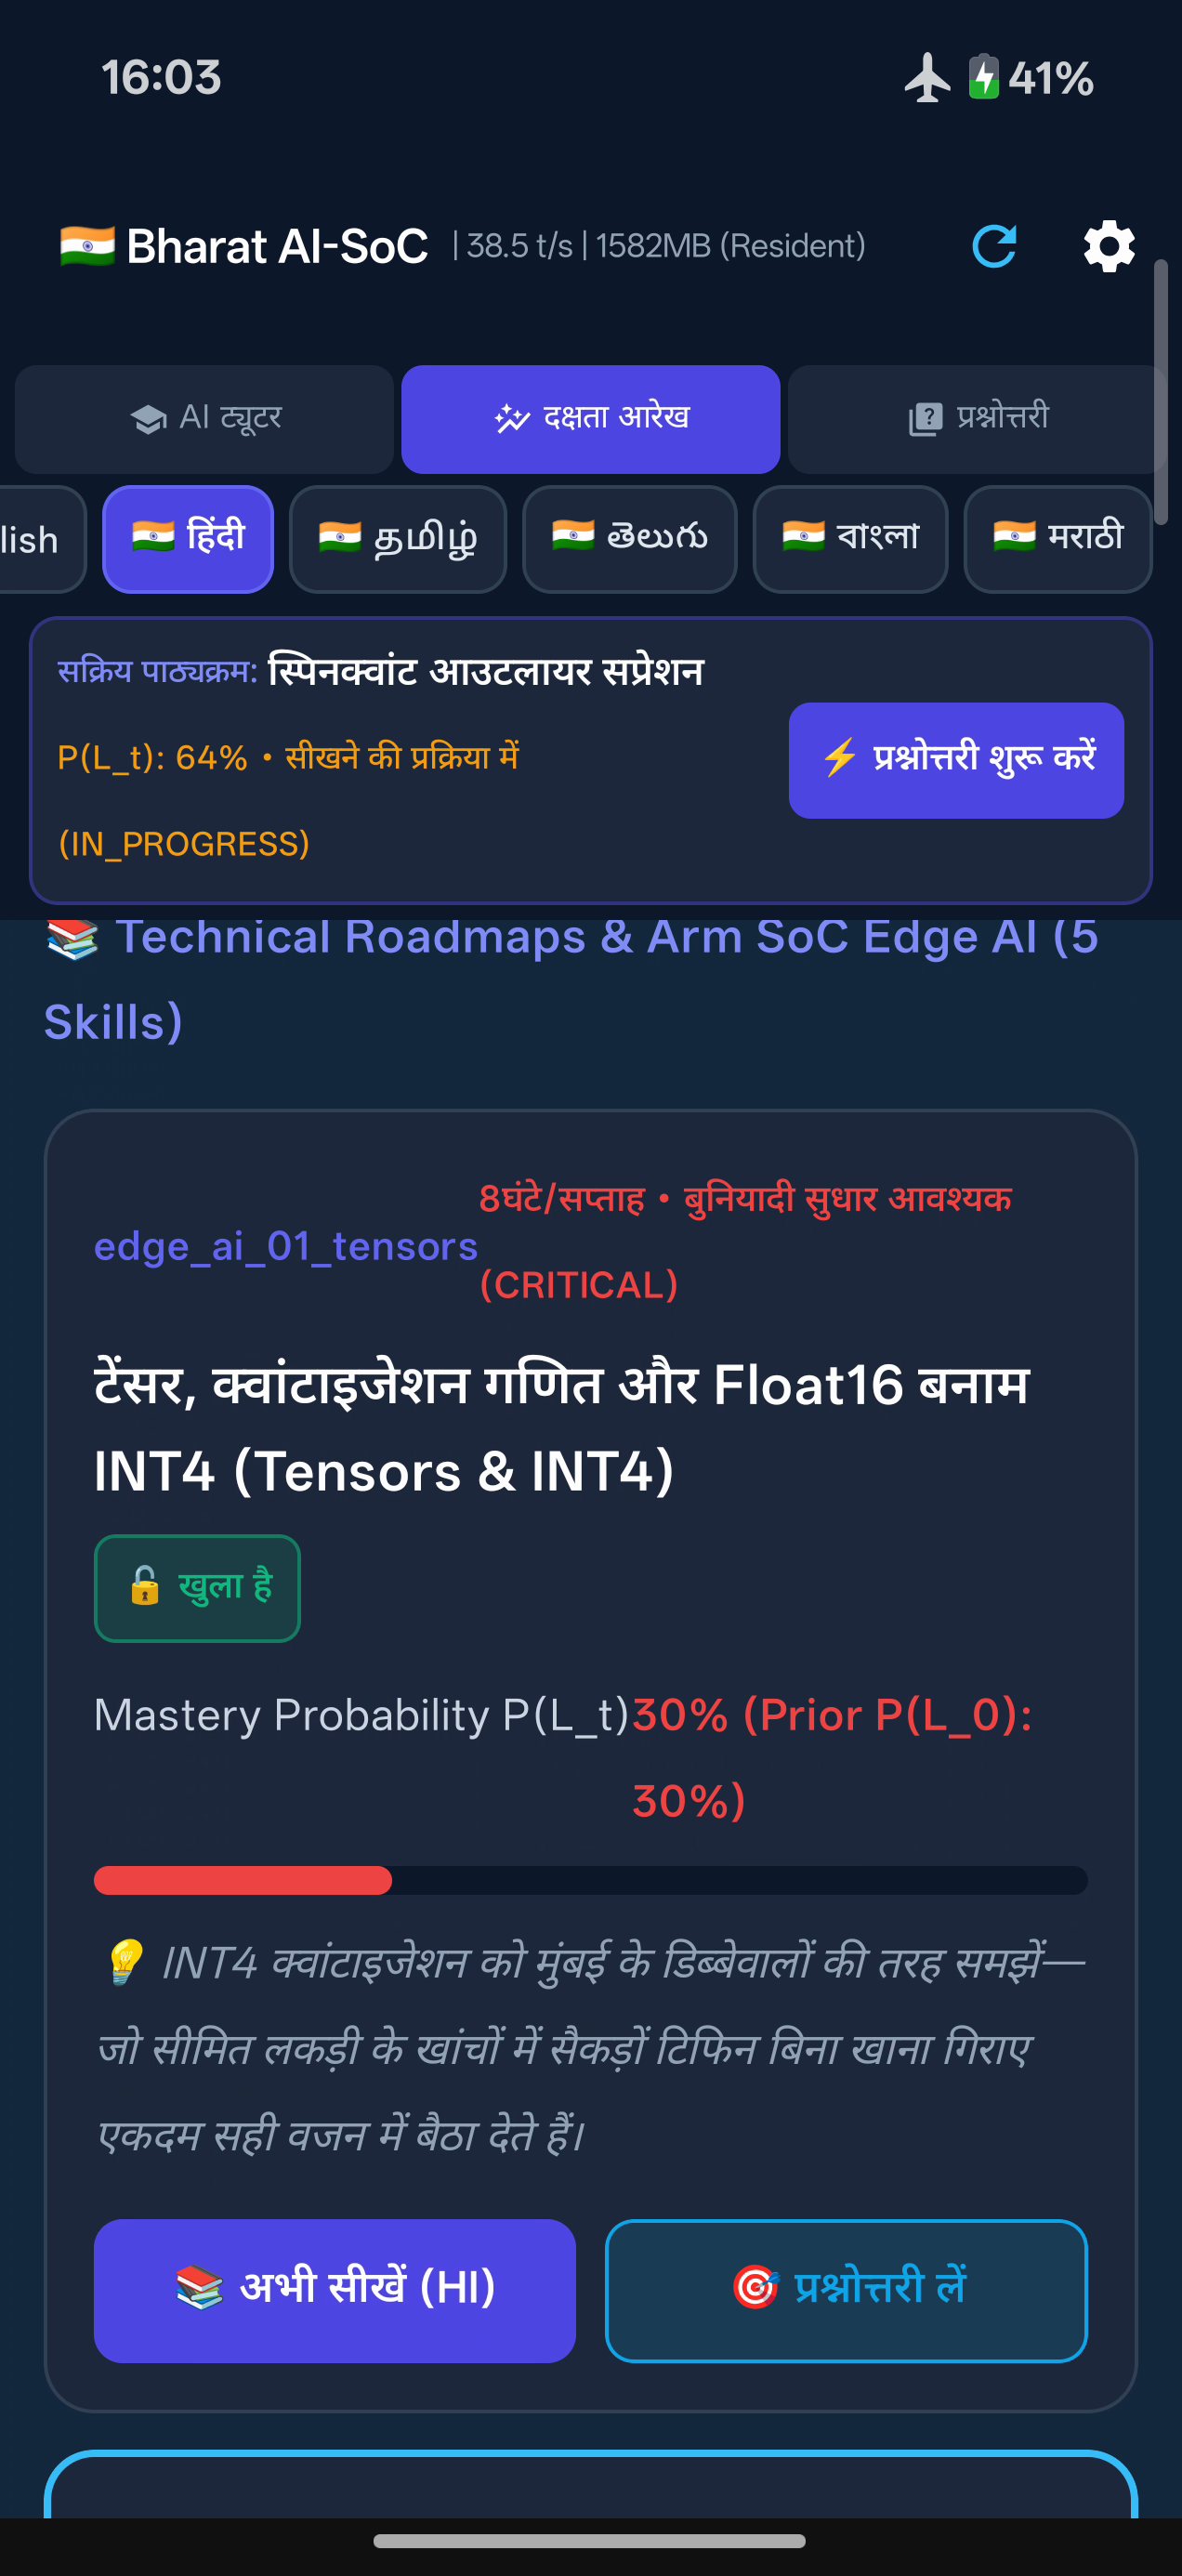 16:03
41%
Bharat AI-SoC | 38.5 t/s | 1582MB (Resident)
AI ट्यूटर
दक्षता आरेख
प्रश्नोत्तरी
lish
हिंदी
தமிழ்
తెలుగు
বাংলা
मराठी
सक्रिय पाठ्यक्रम: स्पिनक्वांट आउटलायर सप्रेशन
P(L_t): 64% • सीखने की प्रक्रिया में
(IN_PROGRESS)
⚡ प्रश्नोत्तरी शुरू करें
📚 Technical Roadmaps & Arm SoC Edge AI (5
Skills)
edge_ai_01_tensors
8घंटे/सप्ताह • बुनियादी सुधार आवश्यक
(CRITICAL)
टेंसर, क्वांटाइजेशन गणित और Float16 बनाम
INT4 (Tensors & INT4)
🔓 खुला है
Mastery Probability P(L_t)
30% (Prior P(L_0):
30%)
💡 INT4 क्वांटाइजेशन को मुंबई के डिब्बेवालों की तरह समझें—
जो सीमित लकड़ी के खांचों में सैकड़ों टिफिन बिना खाना गिराए
एकदम सही वजन में बैठा देते हैं।
📚 अभी सीखें (HI)
🎯 प्रश्नोत्तरी लें